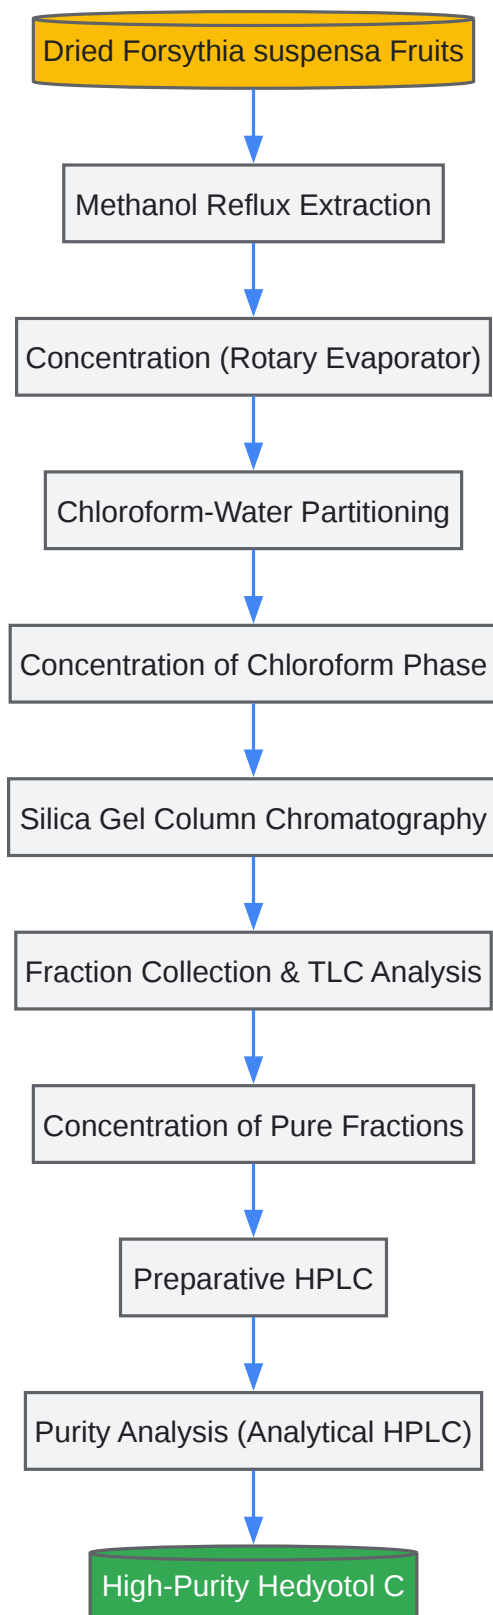 Dried Forsythia suspensa Fruits
Methanol Reflux Extraction
Concentration (Rotary Evaporator)
Chloroform-Water Partitioning
Concentration of Chloroform Phase
Silica Gel Column Chromatography
Fraction Collection & TLC Analysis
Concentration of Pure Fractions
Preparative HPLC
Purity Analysis (Analytical HPLC)
High-Purity Hedyotol C